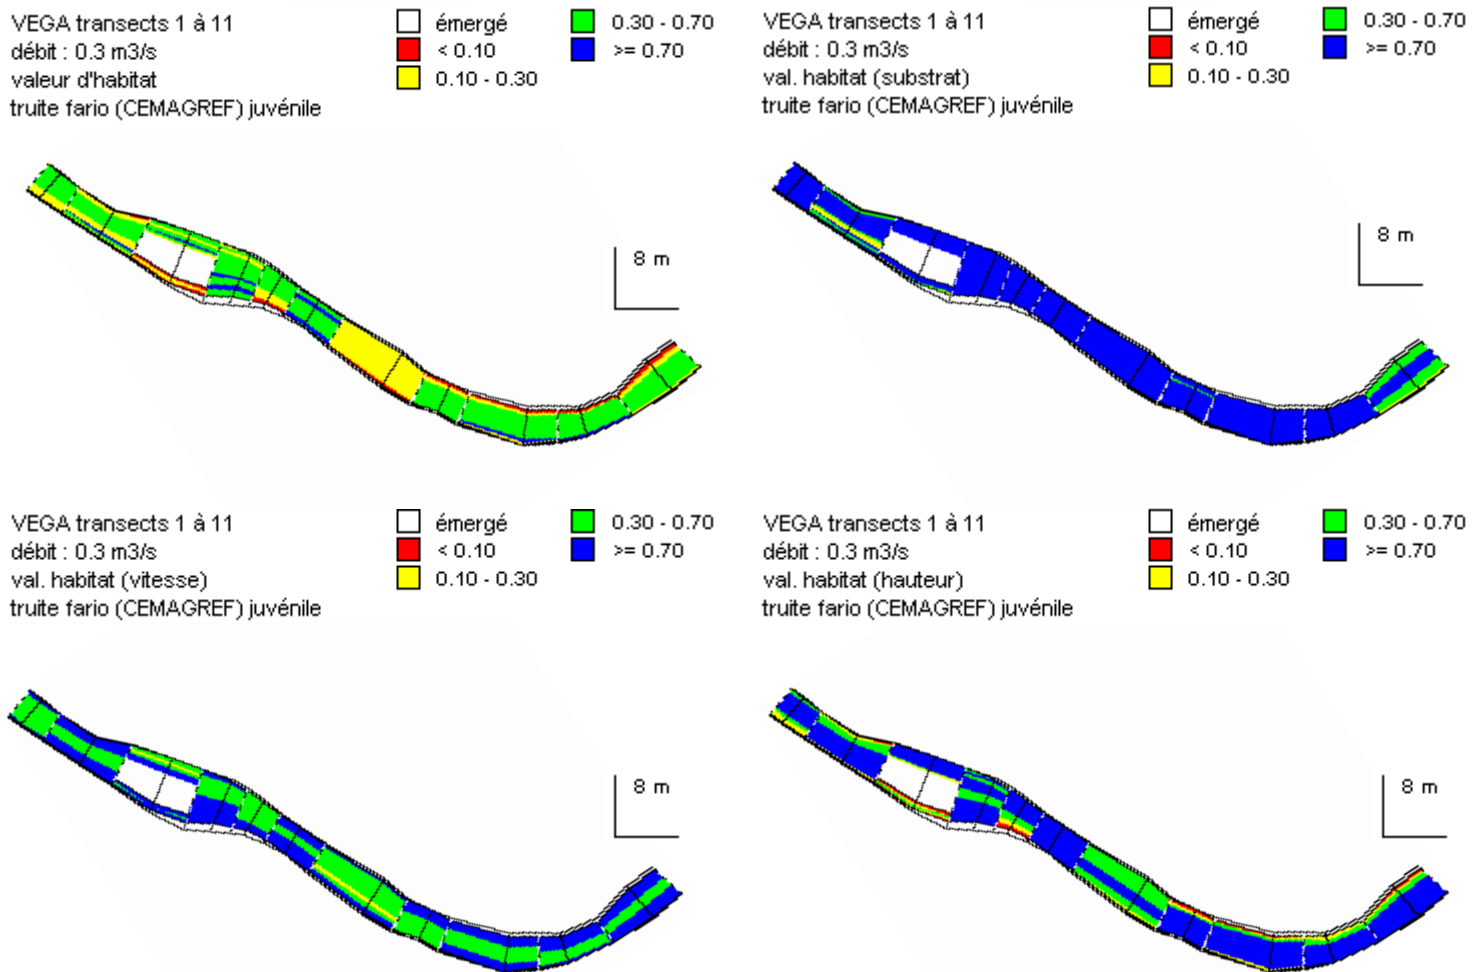 VEGA transects 1 à 11
débit : 0.3 m3/s
valeur d'habitat
truite fario (CEMAGREF) juvénile
émergé
< 0.10
0.10 - 0.30
0.30 - 0.70
>= 0.70
8 m
VEGA transects 1 à 11
débit : 0.3 m3/s
val. habitat (substrat)
truite fario (CEMAGREF) juvénile
émergé
< 0.10
0.10 - 0.30
0.30 - 0.70
>= 0.70
8 m
VEGA transects 1 à 11
débit : 0.3 m3/s
val. habitat (vitesse)
truite fario (CEMAGREF) juvénile
émergé
< 0.10
0.10 - 0.30
0.30 - 0.70
>= 0.70
8 m
VEGA transects 1 à 11
débit : 0.3 m3/s
val. habitat (hauteur)
truite fario (CEMAGREF) juvénile
émergé
< 0.10
0.10 - 0.30
0.30 - 0.70
>= 0.70
8 m